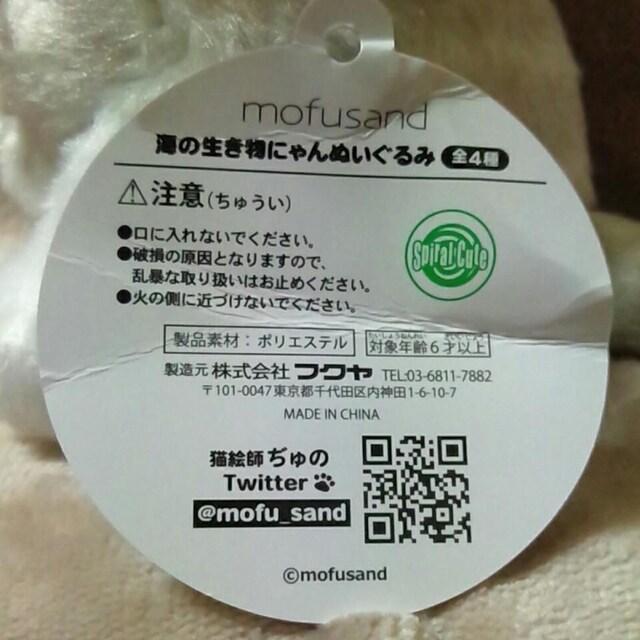 mofusand
海の生き物にゃんぬいぐるみ 全4種
⚠注意(ちゅうい)
●口に入れないでください。
●破損の原因となりますので、
乱暴な取り扱いはお止めください。
●火の側に近づけないでください。
Spiral Cute
製品素材:ポリエステル
対象年齢6才以上
製造元 株式会社 フクヤ TEL:03-6811-7882
〒101-0047 東京都千代田区内神田1-6-10-7
MADE IN CHINA
猫絵師 ぢゅの
Twitter
@mofu_sand
©mofusand